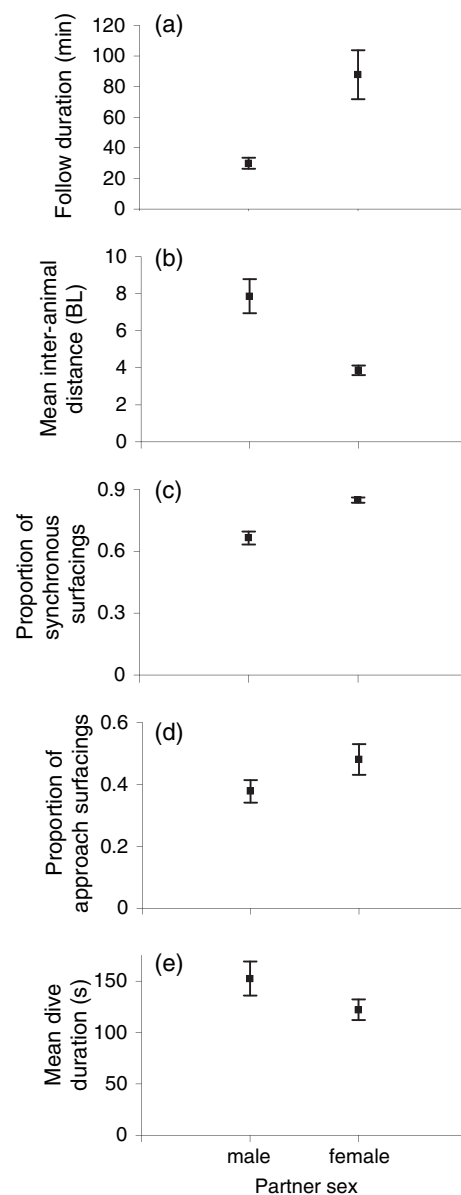 (a)
Follow duration (min)
120
100
80
60
40
20
0
(b)
Mean inter-animal
distance (BL)
10
8
6
4
2
0
(c)
Proportion of
synchronous
surfacings
0.9
0.6
0.3
0
(d)
Proportion of
approach surfacings
0.6
0.4
0.2
0
(e)
Mean dive
duration (s)
150
100
50
0
male female
Partner sex